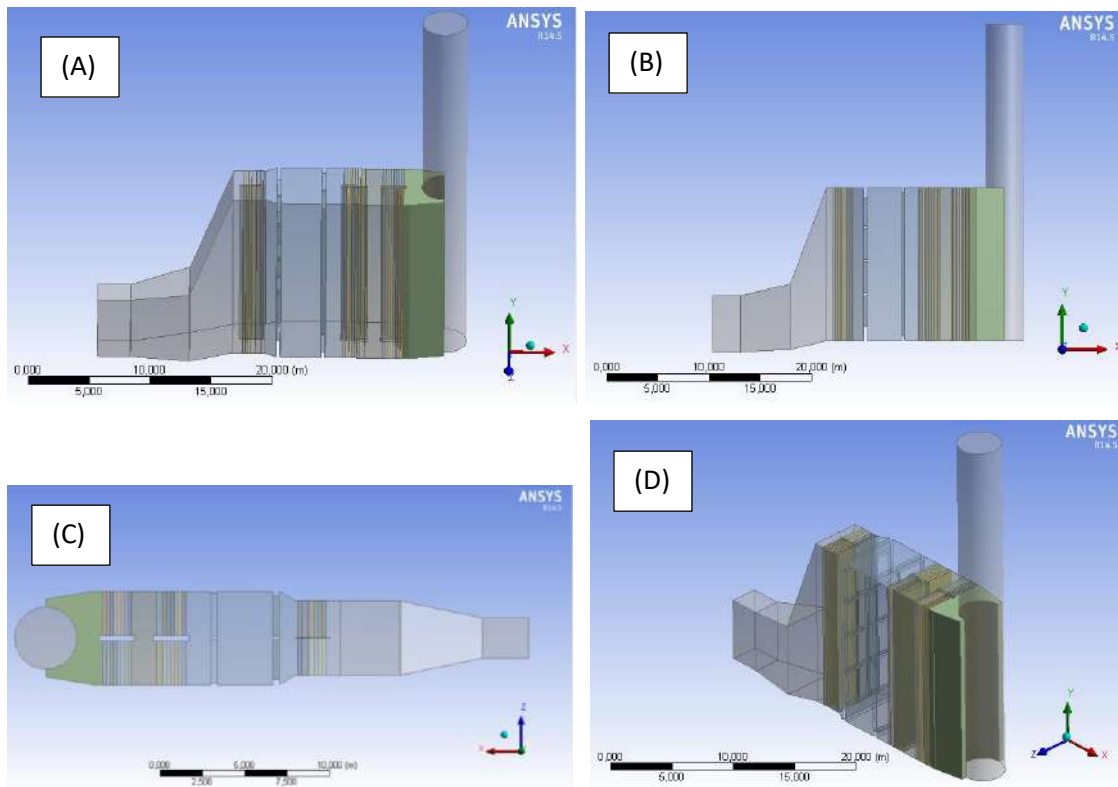 (A)
ANSYS
R14.5
Y
X
Z
0.000 10.000 20.000 (m)
5.000 15.000
(B)
ANSYS
R14.5
Y
X
Z
0.000 10.000 20.000 (m)
5.000 15.000
(C)
ANSYS
R14.5
Z
X
0.000 5.000 10.000 (m)
2.500 7.500
(D)
ANSYS
R14.5
Y
Z
X
0.000 10.000 20.000 (m)
5.000 15.000